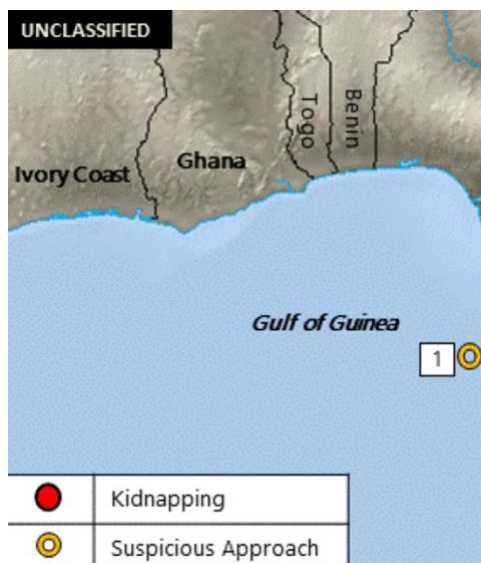 UNCLASSIFIED
Togo
Benin
Ghana
Ivory Coast
Gulf of Guinea
1
Kidnapping
Suspicious Approach